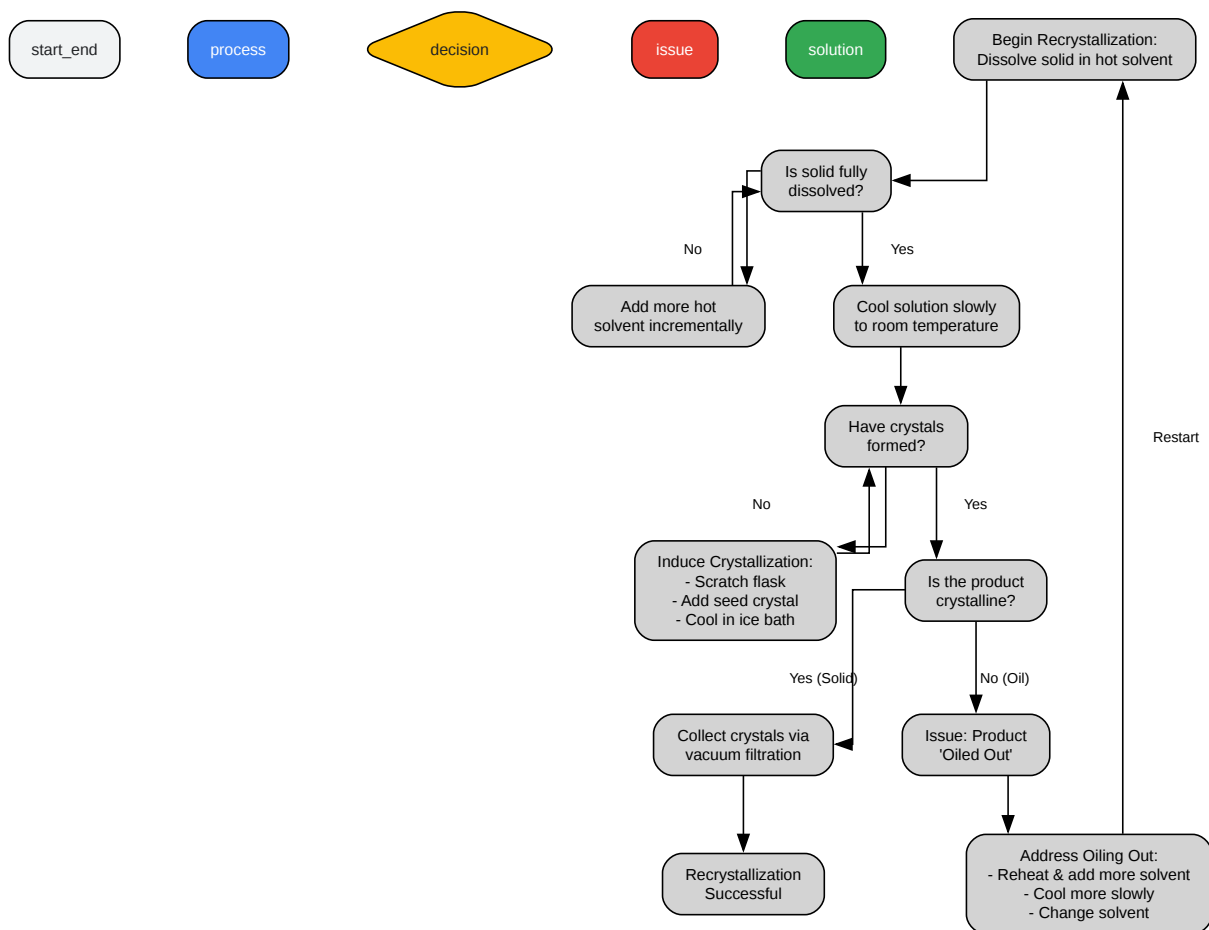 start_end
process
decision
issue
solution
Begin Recrystallization:
Dissolve solid in hot solvent
Is solid fully
dissolved?
No
Yes
Add more hot
solvent incrementally
Cool solution slowly
to room temperature
Have crystals
formed?
Restart
No
Yes
Induce Crystallization:
- Scratch flask
- Add seed crystal
- Cool in ice bath
Is the product
crystalline?
Yes (Solid)
No (Oil)
Collect crystals via
vacuum filtration
Issue: Product
'Oiled Out'
Recrystallization
Successful
Address Oiling Out:
- Reheat & add more solvent
- Cool more slowly
- Change solvent